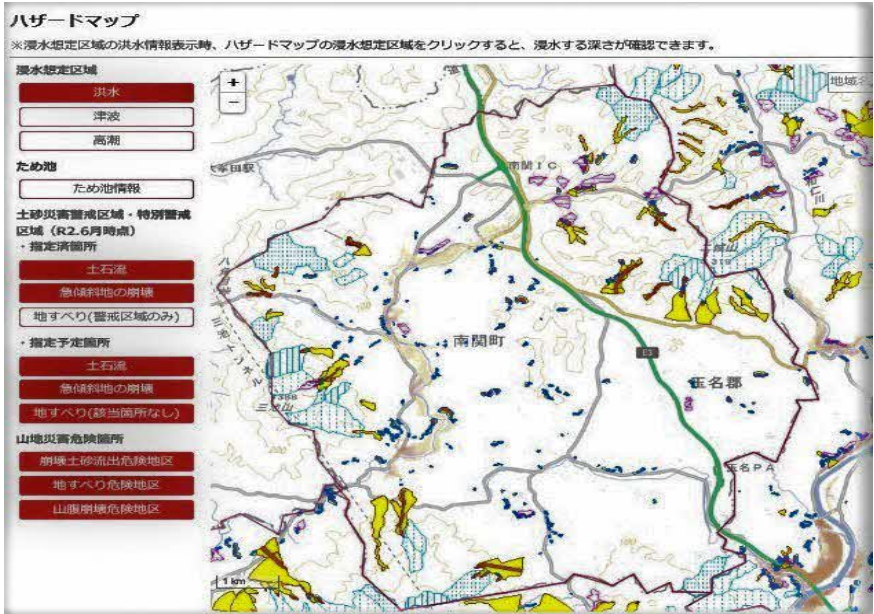 ハザードマップ
※浸水想定区域の洪水情報表示時、ハザードマップの浸水想定区域をクリックすると、浸水する深さが確認できます。
浸水想定区域
洪水
津波
高潮
ため池
ため池情報
土砂災害警戒区域・特別警戒
区域（R2.6月時点）
・指定済箇所
土石流
急傾斜地の崩壊
地すべり(警戒区域のみ)
・指定予定箇所
土石流
急傾斜地の崩壊
地すべり(該当箇所なし)
山地災害危険箇所
崩壊土砂流出危険地区
地すべり危険地区
山腹崩壊危険地区
+
−
地域
南関IC
南関町
E3
玉名郡
玉名PA
1 km